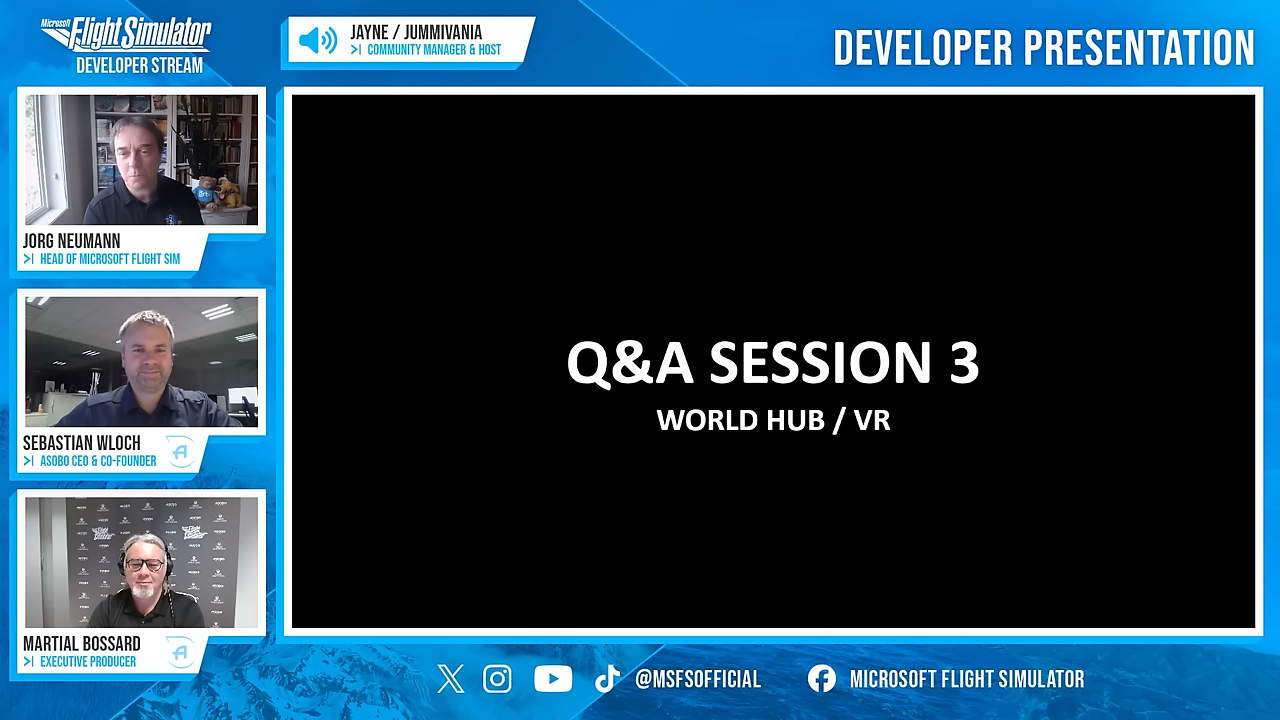 Microsoft
Flight Simulator
DEVELOPER STREAM
JAYNE / JUMMIVANIA
COMMUNITY MANAGER & HOST
DEVELOPER PRESENTATION
JORG NEUMANN
HEAD OF MICROSOFT FLIGHT SIM
SEBASTIAN WLOCH
ASOBO CEO & CO-FOUNDER
MARTIAL BOSSARD
EXECUTIVE PRODUCER
Q&A SESSION 3
WORLD HUB / VR
@MSFSOFFICIAL
MICROSOFT FLIGHT SIMULATOR